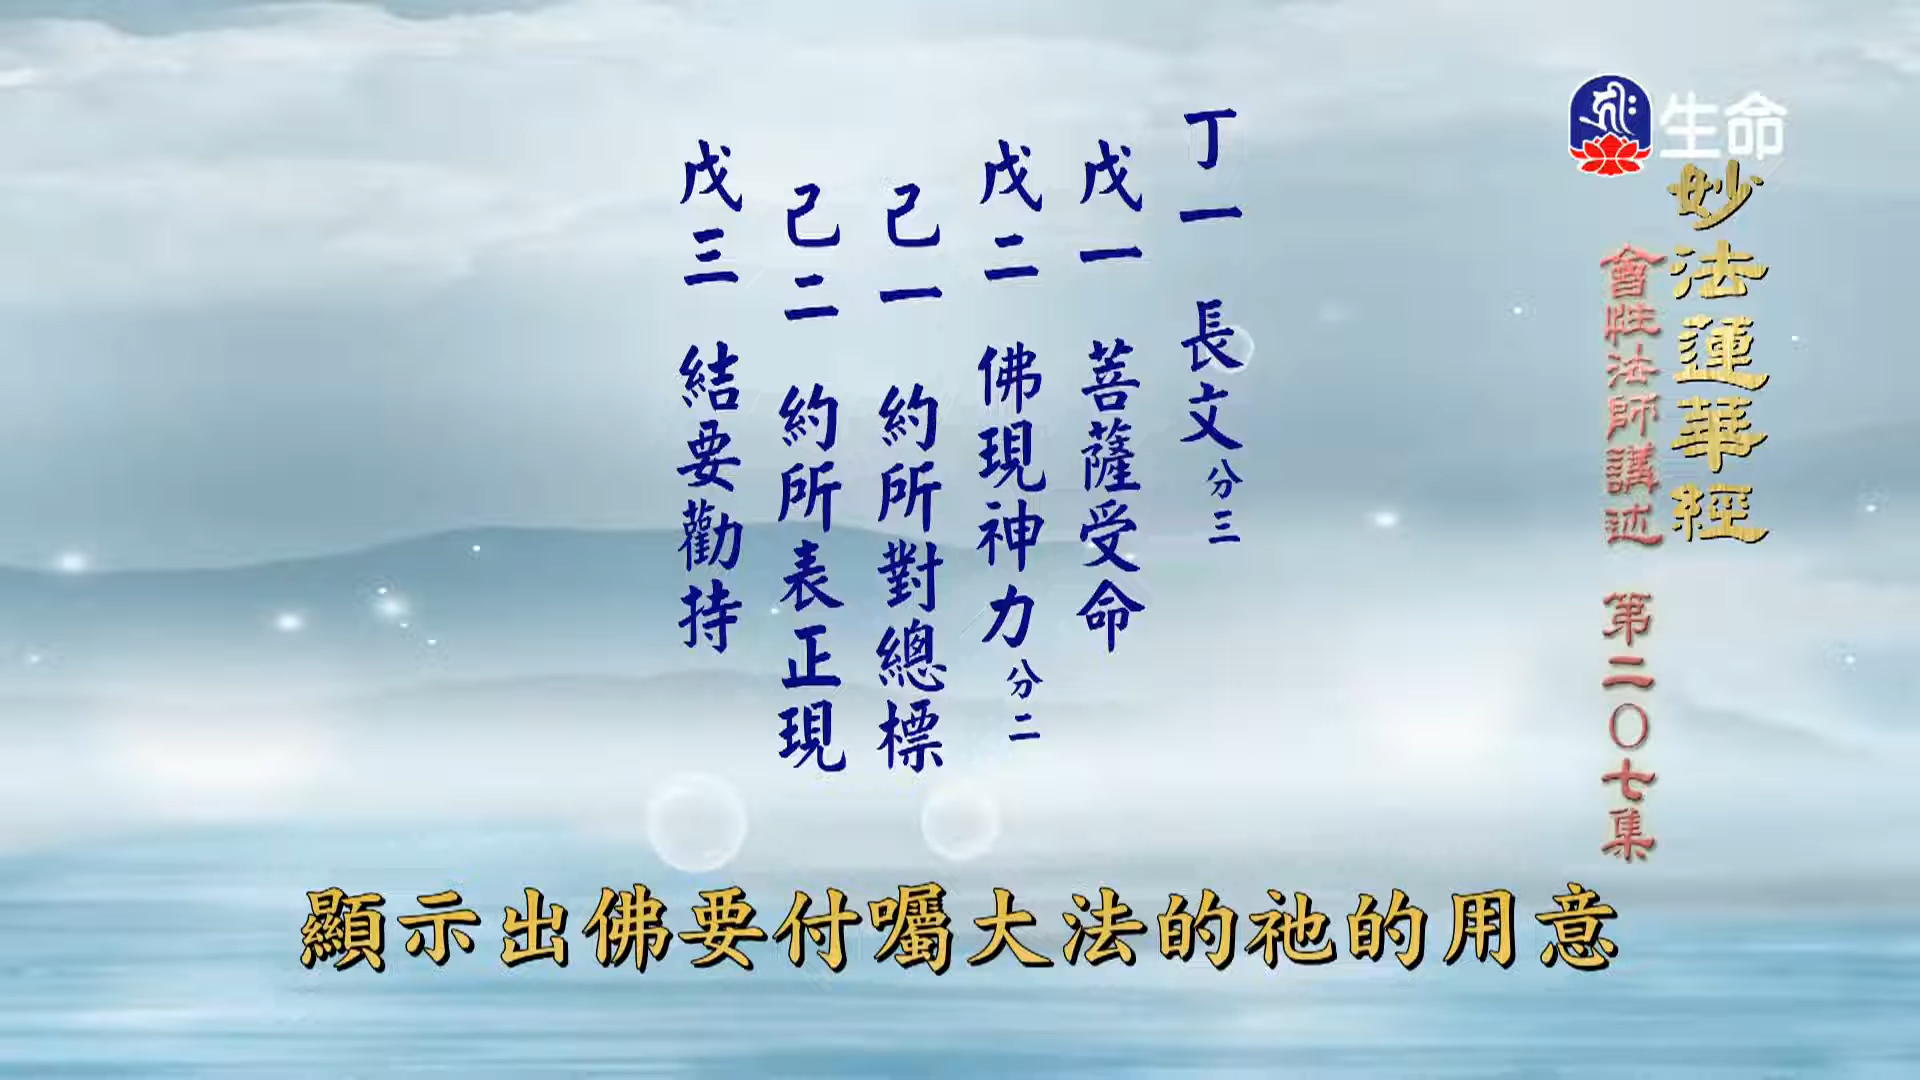 生命
妙法蓮華經
會性法師講述 第二〇七集
丁一 長文分三
戊一 菩薩受命
戊二 佛現神力分二
己一 約所對總標
己二 約所表正現
戊三 結要勸持
顯示出佛要付囑大法的祂的用意